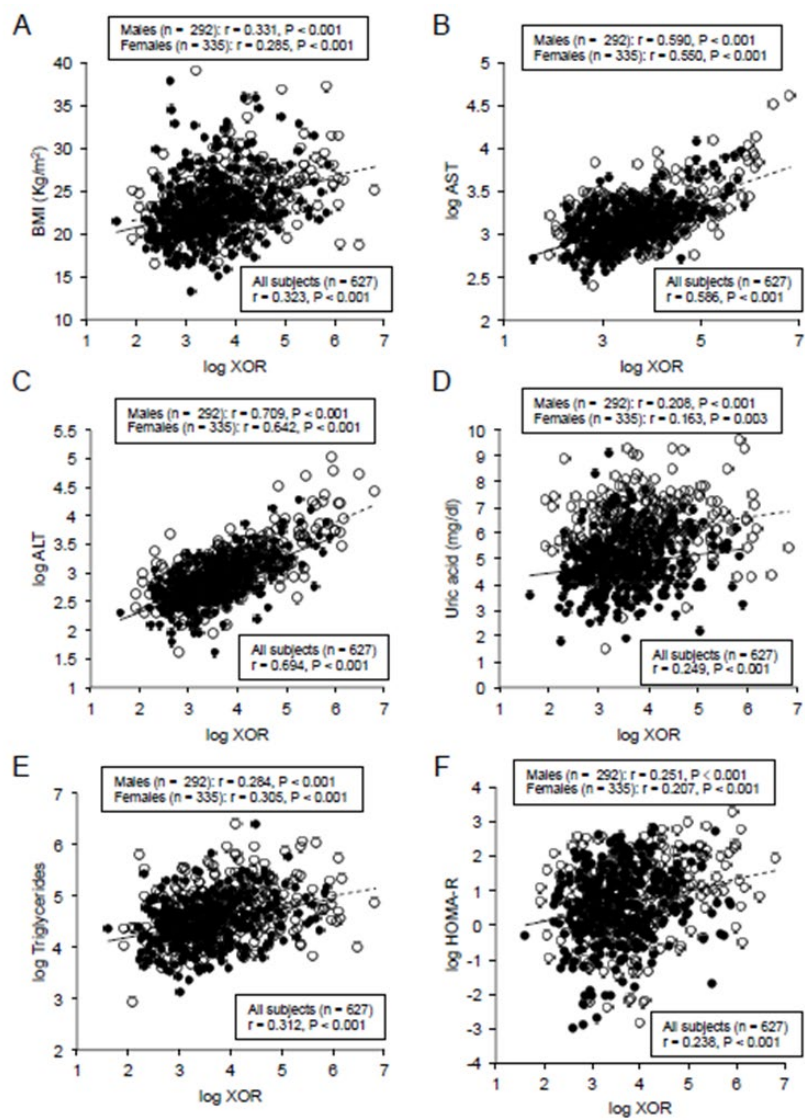 A
Males (n = 292): r = 0.331, P < 0.001
Females (n = 335): r = 0.285, P < 0.001
40
35
30
25
20
15
10
BMI (Kg/m²)
All subjects (n = 627)
r = 0.323, P < 0.001
1 2 3 4 5 6 7
log XOR
B
Males (n = 292): r = 0.590, P < 0.001
Females (n = 335): r = 0.550, P < 0.001
5
4.5
4
3.5
3
2.5
2
log AST
All subjects (n = 627)
r = 0.586, P < 0.001
1 3 5 7
log XOR
C
Males (n = 292): r = 0.709, P < 0.001
Females (n = 335): r = 0.642, P < 0.001
5.5
5
4.5
4
3.5
3
2.5
2
1.5
1
log ALT
All subjects (n = 627)
r = 0.694, P < 0.001
1 2 3 4 5 6 7
log XOR
D
Males (n = 292): r = 0.208, P < 0.001
Females (n = 335): r = 0.163, P = 0.003
10
9
8
7
6
5
4
3
2
1
0
Uric acid (mg/dl)
All subjects (n = 627)
r = 0.249, P < 0.001
1 2 3 4 5 6 7
log XOR
E
Males (n = 292): r = 0.284, P < 0.001
Females (n = 335): r = 0.305, P < 0.001
7
6
5
4
3
2
log Triglycerides
All subjects (n = 627)
r = 0.312, P < 0.001
1 2 3 4 5 6 7
log XOR
F
Males (n = 292): r = 0.251, P < 0.001
Females (n = 335): r = 0.207, P < 0.001
4
3
2
1
0
-1
-2
-3
-4
log HOMA-R
All subjects (n = 627)
r = 0.238, P < 0.001
1 2 3 4 5 6 7
log XOR